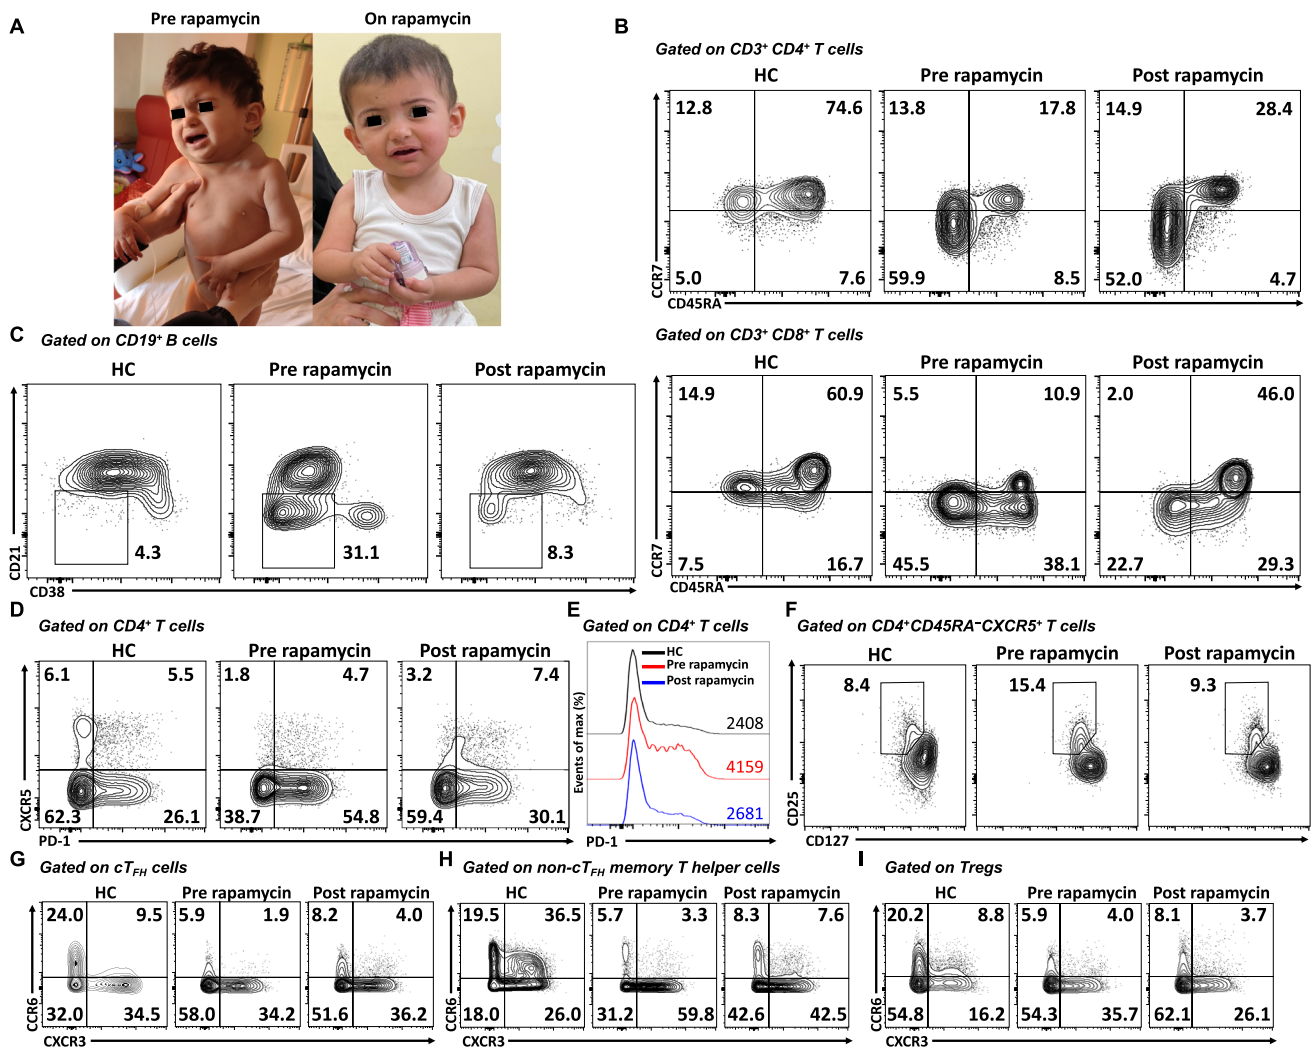 A
Pre rapamycin On rapamycin
B
Gated on CD3+ CD4+ T cells
HC Pre rapamycin Post rapamycin
12.8 74.6 13.8 17.8 14.9 28.4
5.0 7.6 59.9 8.5 52.0 4.7
CCR7
CD45RA
Gated on CD3+ CD8+ T cells
HC Pre rapamycin Post rapamycin
14.9 60.9 5.5 10.9 2.0 46.0
7.5 16.7 45.5 38.1 22.7 29.3
CCR7
CD45RA
C
Gated on CD19+ B cells
HC Pre rapamycin Post rapamycin
4.3 31.1 8.3
CD21
CD38
D
Gated on CD4+ T cells
HC Pre rapamycin Post rapamycin
6.1 5.5 1.8 4.7 3.2 7.4
62.3 26.1 38.7 54.8 59.4 30.1
CXCR5
PD-1
E
Gated on CD4+ T cells
HC
Pre rapamycin
Post rapamycin
2408
4159
2681
Events of max (%)
PD-1
F
Gated on CD4+CD45RA−CXCR5+ T cells
HC Pre rapamycin Post rapamycin
8.4 15.4 9.3
CD25
CD127
G
Gated on cTFH cells
HC Pre rapamycin Post rapamycin
24.0 9.5 5.9 1.9 8.2 4.0
32.0 34.5 58.0 34.2 51.6 36.2
CCR6
CXCR3
H
Gated on non-cTFH memory T helper cells
HC Pre rapamycin Post rapamycin
19.5 36.5 5.7 3.3 8.3 7.6
18.0 26.0 31.2 59.8 42.6 42.5
CCR6
CXCR3
I
Gated on Tregs
HC Pre rapamycin Post rapamycin
20.2 8.8 5.9 4.0 8.1 3.7
54.8 16.2 54.3 35.7 62.1 26.1
CCR6
CXCR3